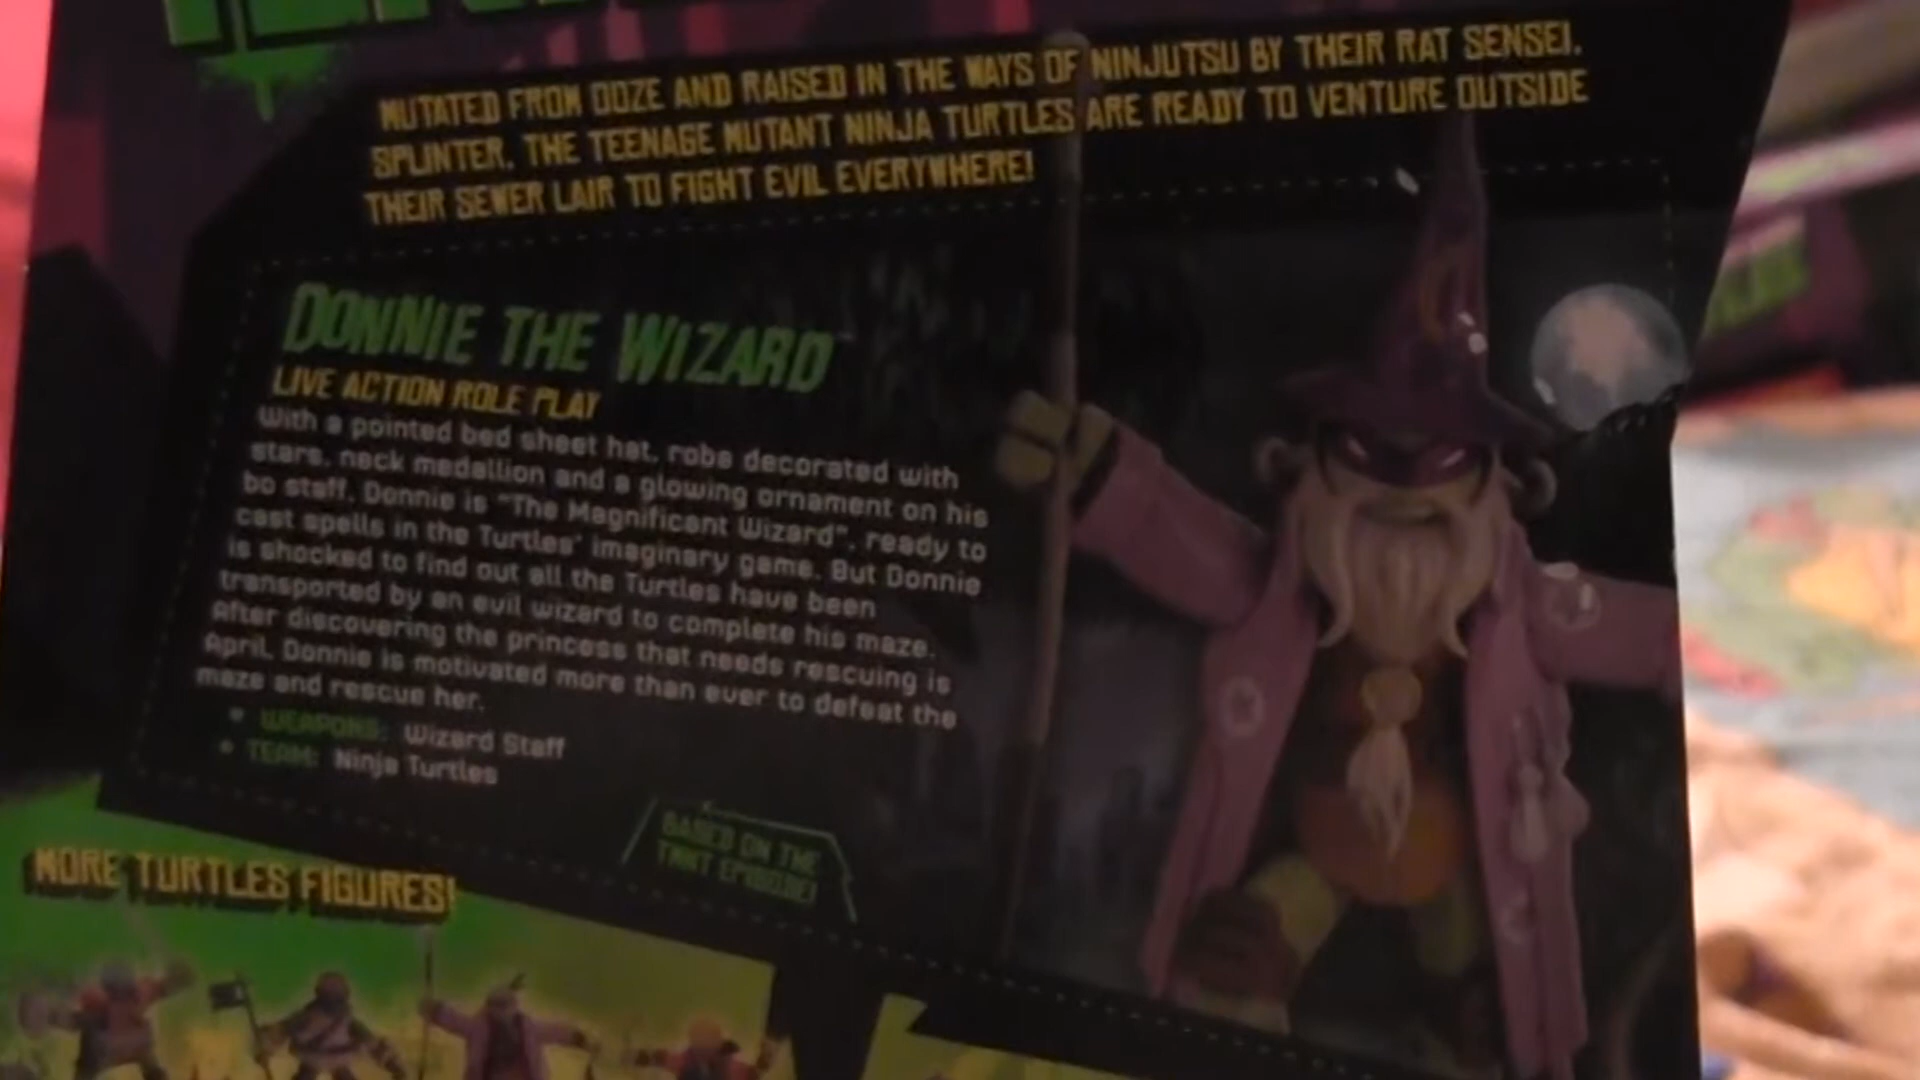 MUTATED FROM OOZE AND RAISED IN THE WAYS OF NINJUTSU BY THEIR RAT SENSEI,
SPLINTER, THE TEENAGE MUTANT NINJA TURTLES ARE READY TO VENTURE OUTSIDE
THEIR SEWER LAIR TO FIGHT EVIL EVERYWHERE!
DONNIE THE WIZARD
LIVE ACTION ROLE PLAY
With a pointed bed sheet hat, robe decorated with
stars, neck medallion and a glowing ornament on his
bo staff, Donnie is "The Magnificent Wizard", ready to
cast spells in the Turtles' imaginary game. But Donnie
is shocked to find out all the Turtles have been
transported by an evil wizard to complete his maze.
After discovering the princess that needs rescuing is
April, Donnie is motivated more than ever to defeat the
maze and rescue her.
• WEAPONS: Wizard Staff
• TEAM: Ninja Turtles
BASED ON THE
TMNT EPISODE!
MORE TURTLES FIGURES!